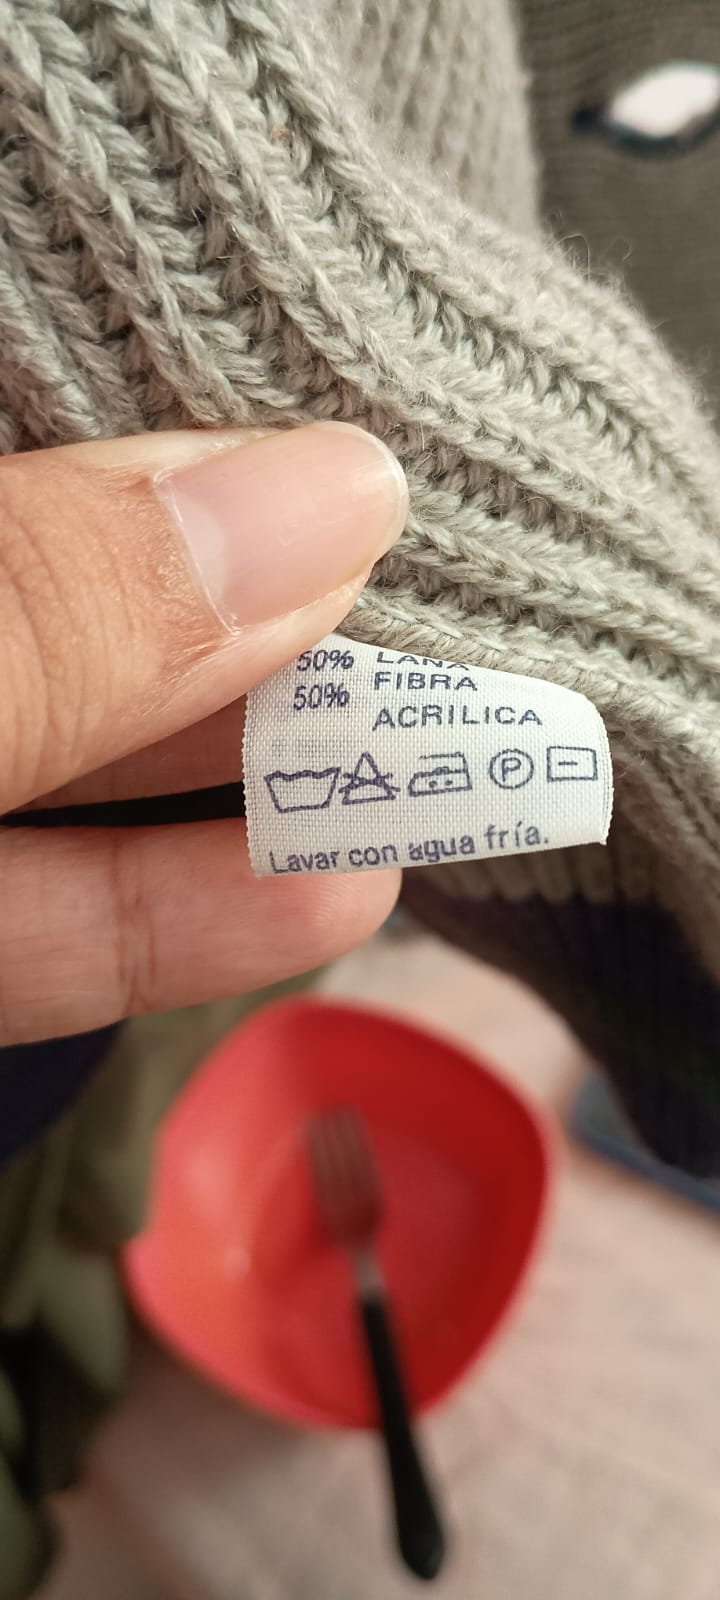 50% LANA
50% FIBRA
ACRILICA
P
Lavar con agua fría.